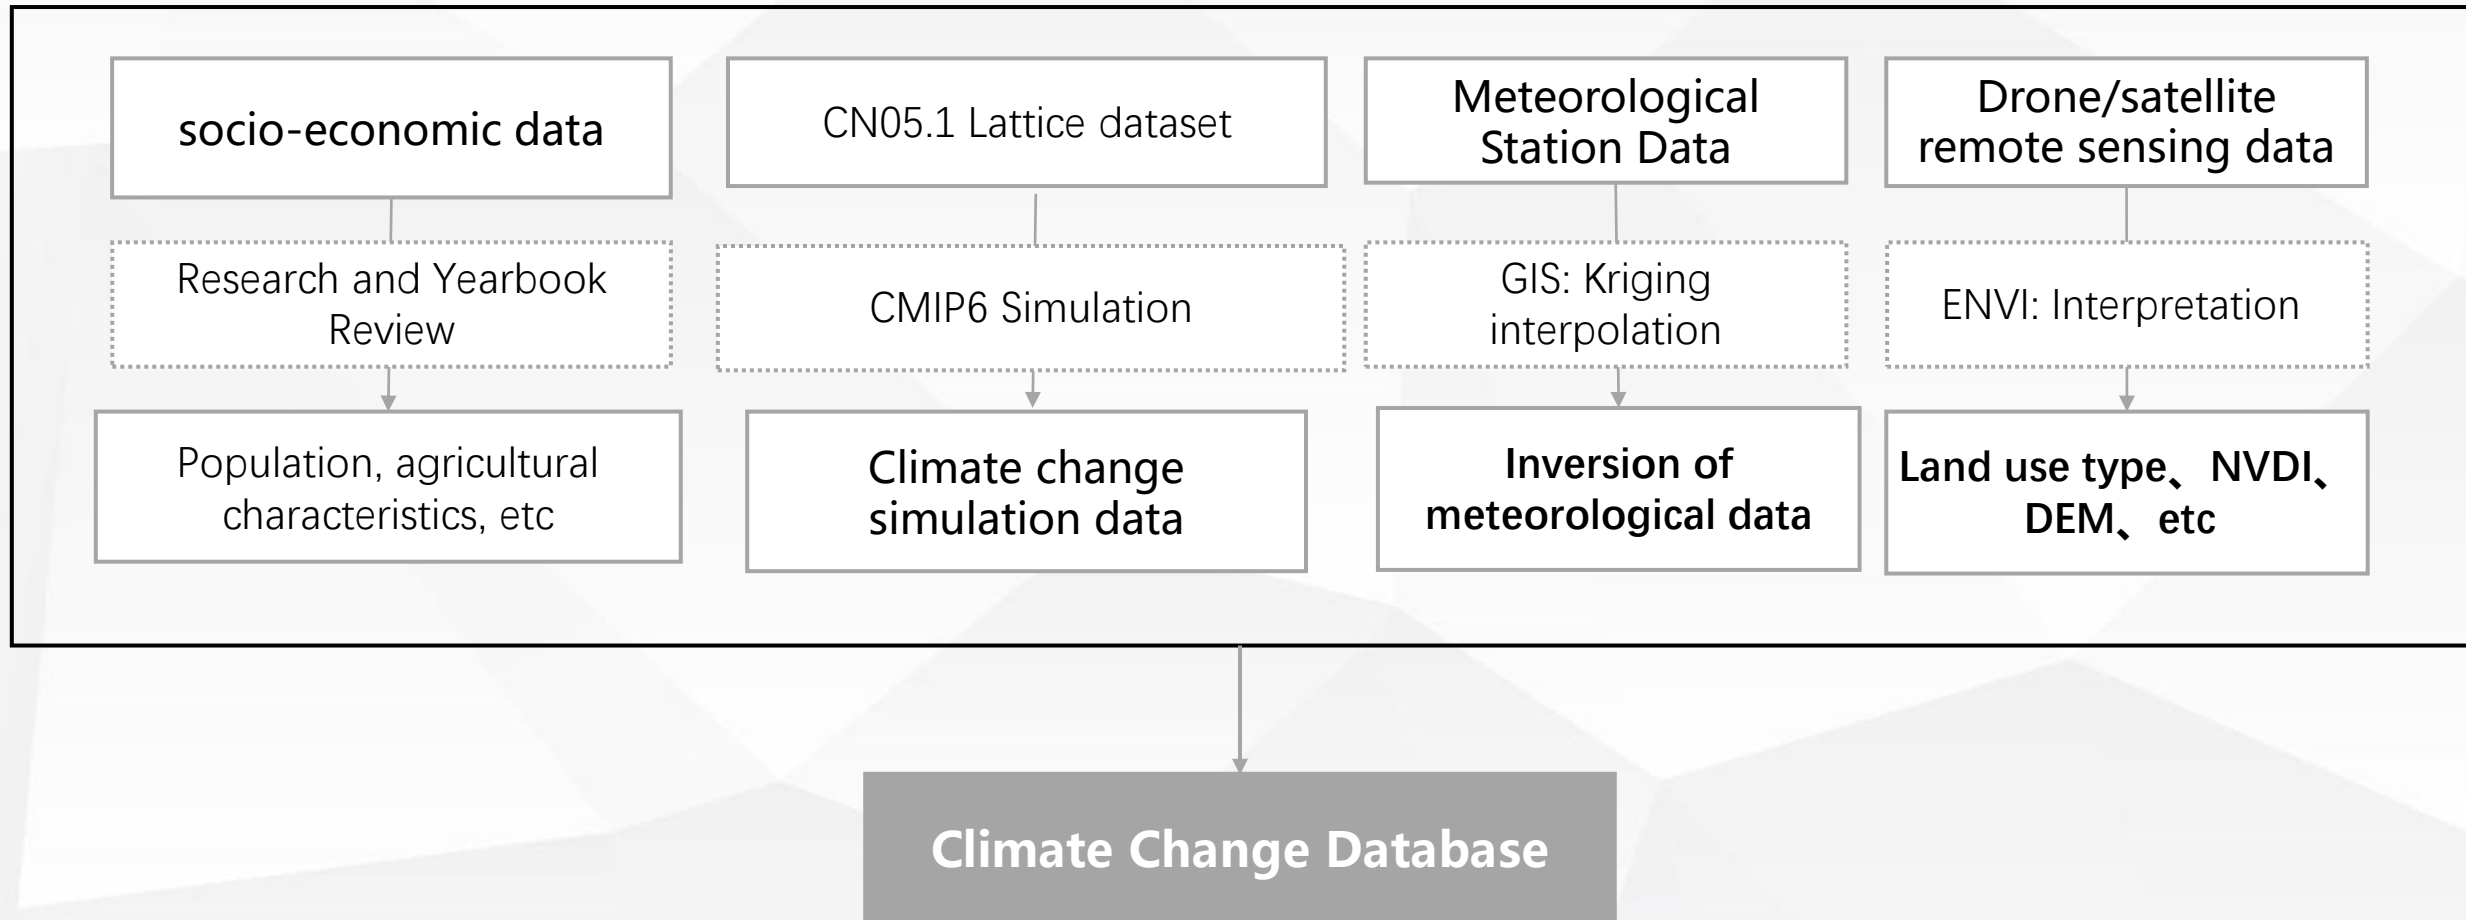 socio-economic data
CN05.1 Lattice dataset
Meteorological
Station Data
Drone/satellite
remote sensing data
Research and Yearbook
Review
CMIP6 Simulation
GIS: Kriging
interpolation
ENVI: Interpretation
Population, agricultural
characteristics, etc
Climate change
simulation data
Inversion of
meteorological data
Land use type、NVDI、
DEM、etc
Climate Change Database